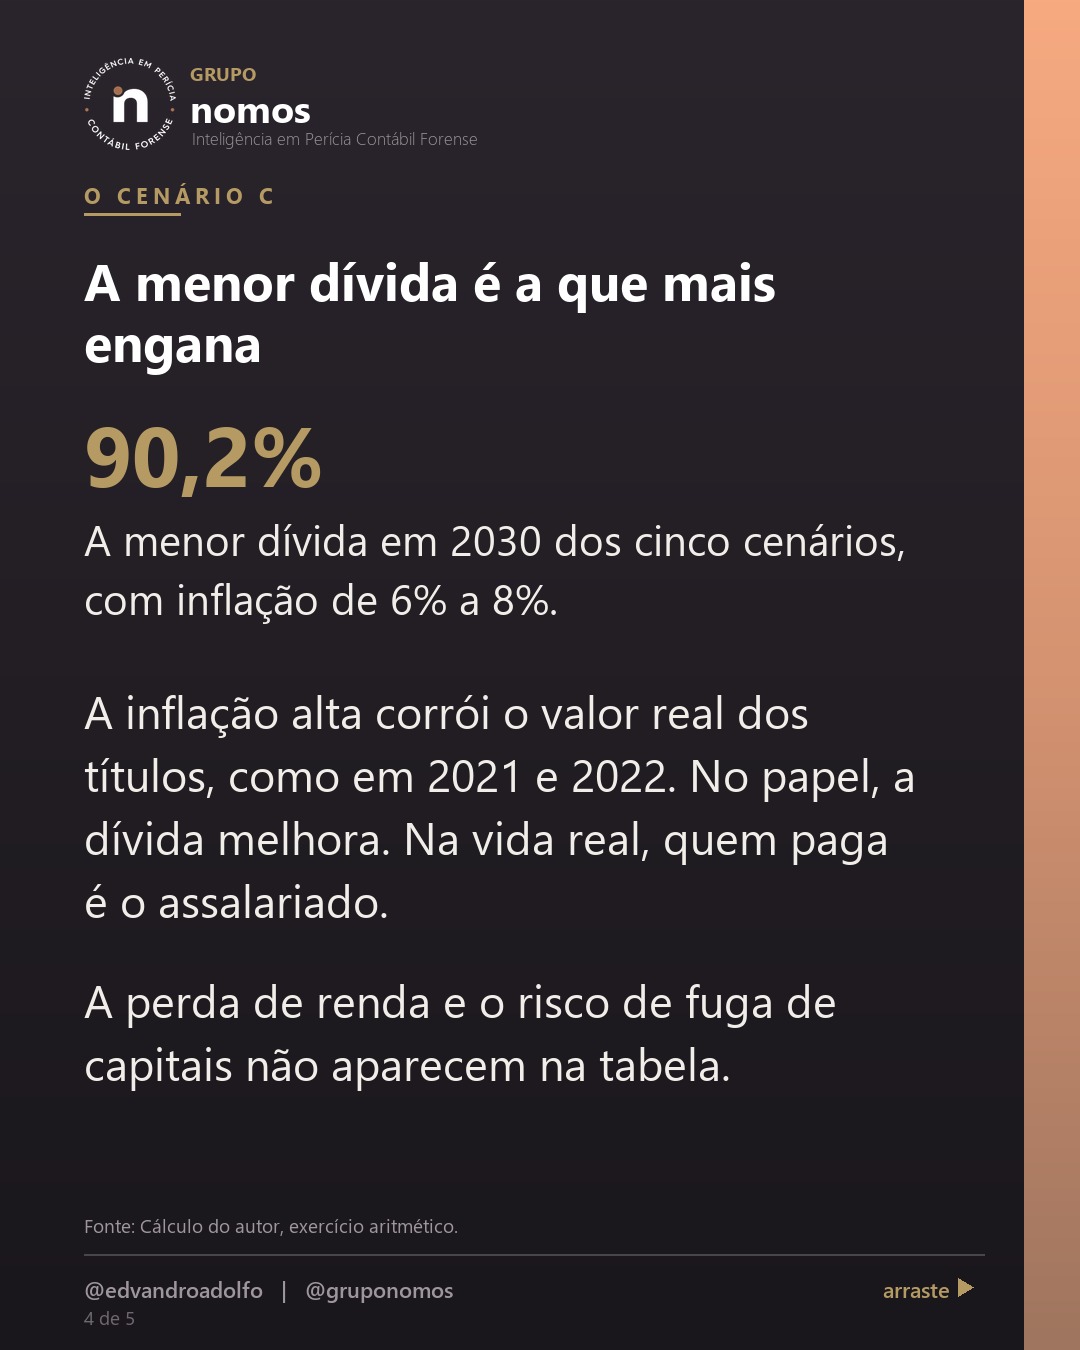 INTELIGÊNCIA EM PERÍCIA
CONTÁBIL FORENSE
n
GRUPO
nomos
Inteligência em Perícia Contábil Forense
O CENÁRIO C
A menor dívida é a que mais
engana
90,2%
A menor dívida em 2030 dos cinco cenários,
com inflação de 6% a 8%.
A inflação alta corrói o valor real dos
títulos, como em 2021 e 2022. No papel, a
dívida melhora. Na vida real, quem paga
é o assalariado.
A perda de renda e o risco de fuga de
capitais não aparecem na tabela.
Fonte: Cálculo do autor, exercício aritmético.
@edvandroadolfo | @gruponomos
arraste
4 de 5